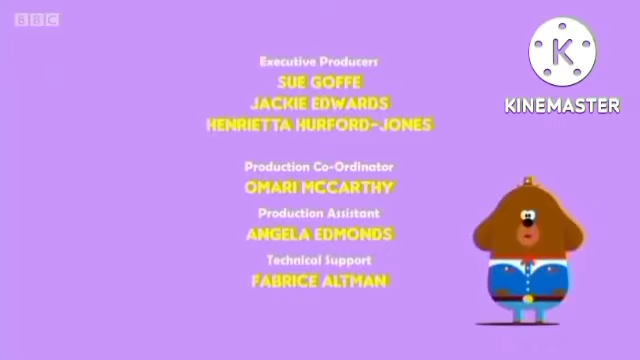 BBC
K
KINEMASTER
Executive Producers
SUE GOFFE
JACKIE EDWARDS
HENRIETTA HURFORD-JONES
Production Co-Ordinator
OMARI MCCARTHY
Production Assistant
ANGELA EDMONDS
Technical Support
FABRICE ALTMAN